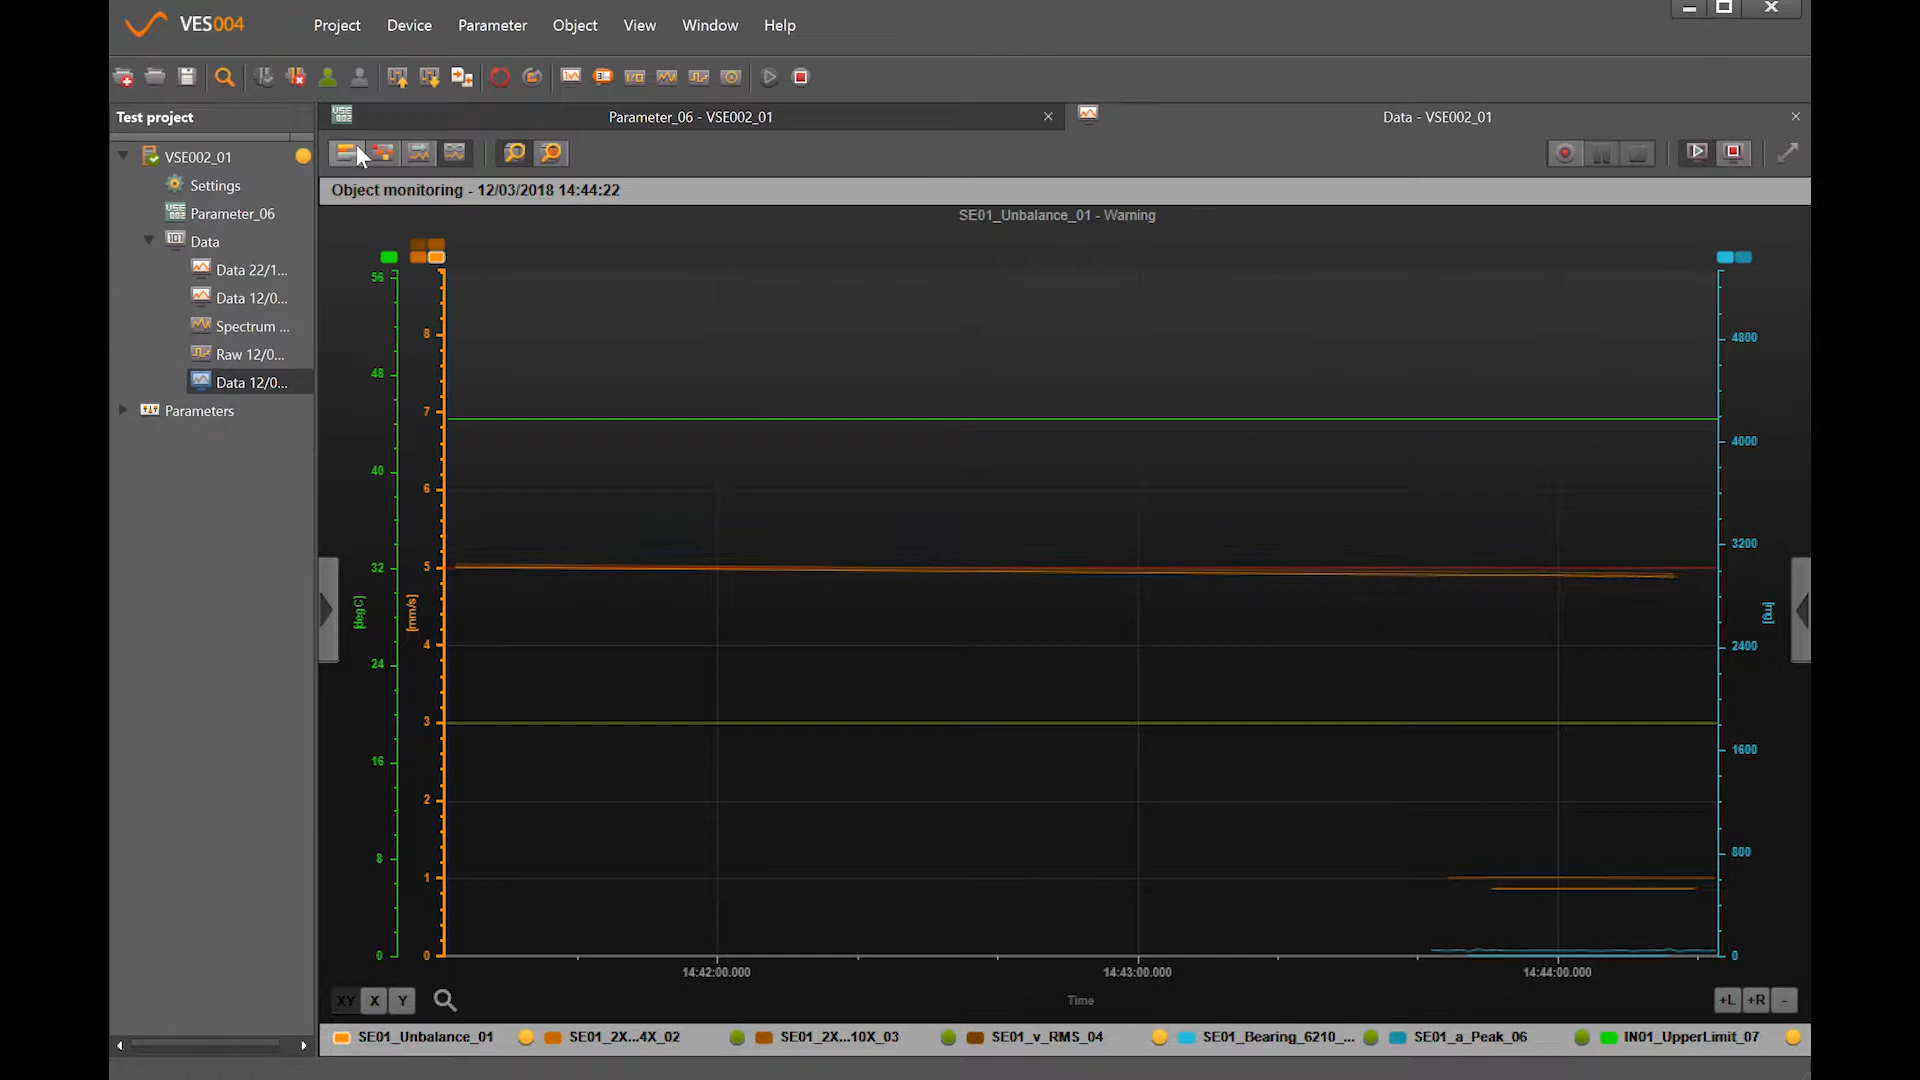 VES004
Project Device Parameter Object View Window Help
Test project
Parameter_06 - VSE002_01
Data - VSE002_01
VSE002_01
Settings
Parameter_06
Data
Data 22/1...
Data 12/0...
Spectrum ...
Raw 12/0...
Data 12/0...
Parameters
Object monitoring - 12/03/2018 14:44:22
SE01_Unbalance_01 - Warning
56
48
40
32
24
16
8
0
[degC]
8
7
6
5
4
3
2
1
0
[mm/s]
4800
4000
3200
2400
1600
800
0
[mg]
14:42:00.000 14:43:00.000 14:44:00.000
XY X Y
Time
+L +R -
SE01_Unbalance_01 SE01_2X...4X_02 SE01_2X...10X_03 SE01_v_RMS_04 SE01_Bearing_6210_... SE01_a_Peak_06 IN01_UpperLimit_07